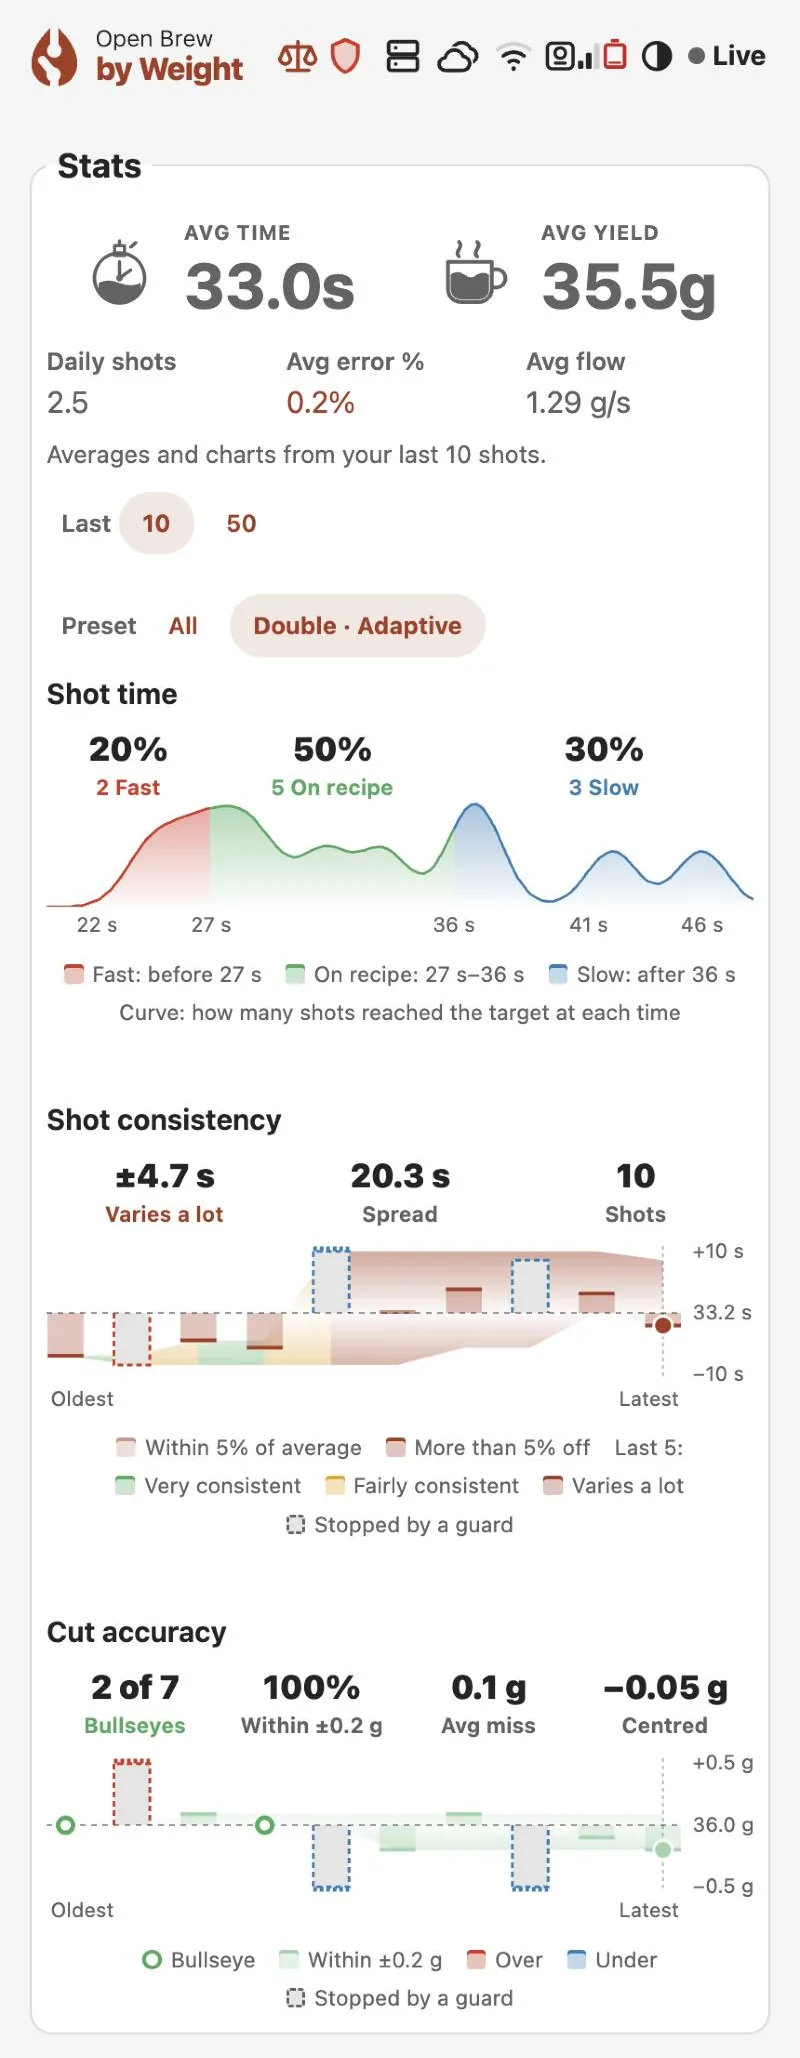 Open Brew
by Weight
Live
Stats
AVG TIME
33.0s
AVG YIELD
35.5g
Daily shots
2.5
Avg error %
0.2%
Avg flow
1.29 g/s
Averages and charts from your last 10 shots.
Last 10 50
Preset All Double · Adaptive
Shot time
20% 50% 30%
2 Fast 5 On recipe 3 Slow
22 s 27 s 36 s 41 s 46 s
Fast: before 27 s On recipe: 27 s–36 s Slow: after 36 s
Curve: how many shots reached the target at each time
Shot consistency
±4.7 s 20.3 s 10
Varies a lot Spread Shots
+10 s
33.2 s
−10 s
Oldest Latest
Within 5% of average More than 5% off Last 5:
Very consistent Fairly consistent Varies a lot
Stopped by a guard
Cut accuracy
2 of 7 100% 0.1 g −0.05 g
Bullseyes Within ±0.2 g Avg miss Centred
+0.5 g
36.0 g
−0.5 g
Oldest Latest
Bullseye Within ±0.2 g Over Under
Stopped by a guard